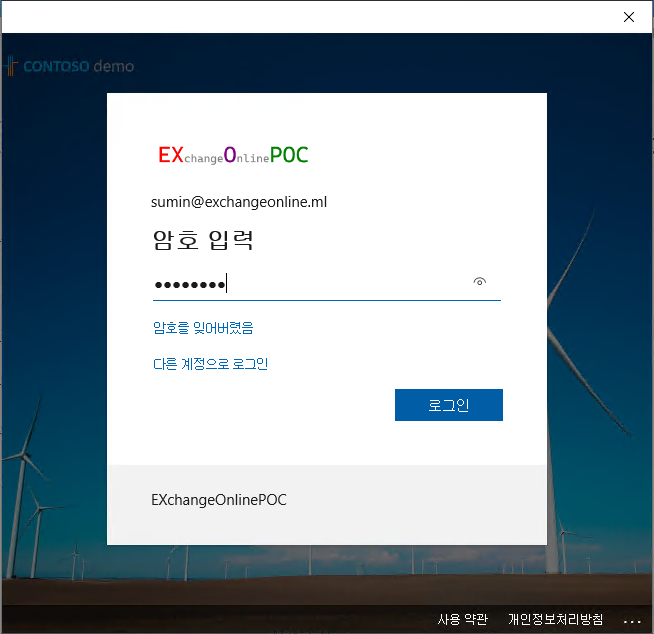 CONTOSO demo
EXchangeOnlinePOC
sumin@exchangeonline.ml
암호 입력
••••••••
암호를 잊어버렸음
다른 계정으로 로그인
로그인
EXchangeOnlinePOC
사용 약관 개인정보처리방침 ...